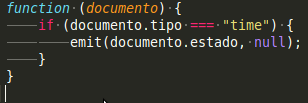 function (documento) {
    if (documento.tipo === "time") {
        emit(documento.estado, null);
    }
}